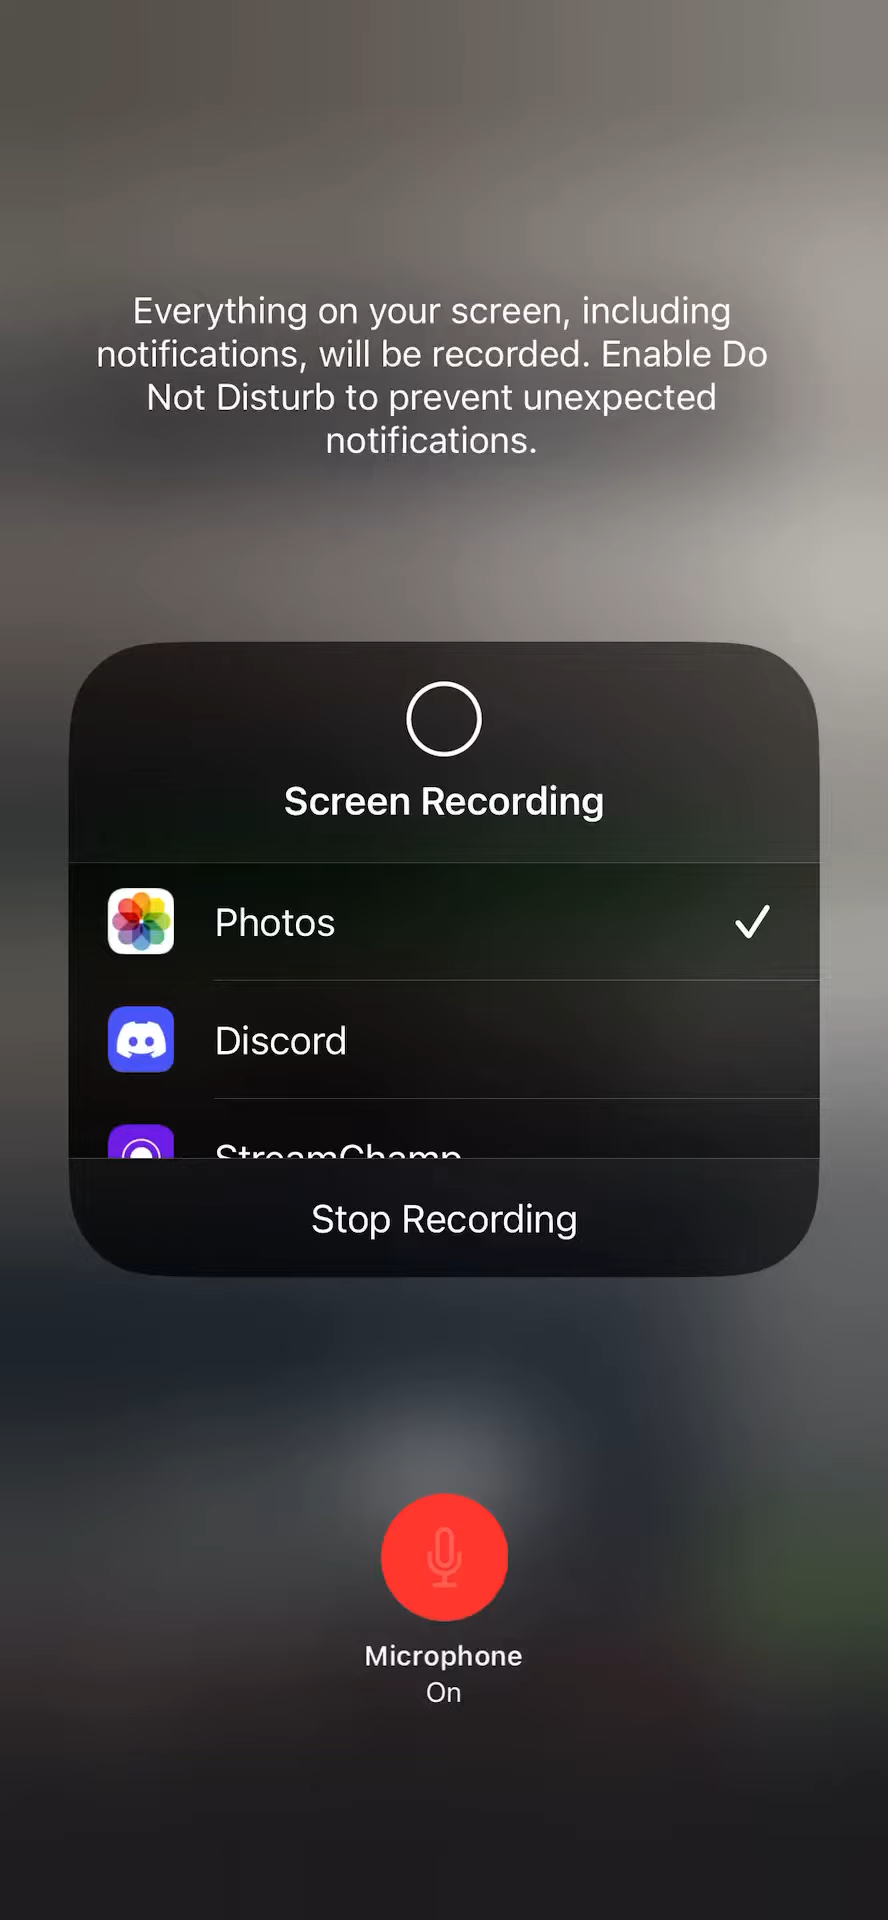 Everything on your screen, including
notifications, will be recorded. Enable Do
Not Disturb to prevent unexpected
notifications.
Screen Recording
Photos
Discord
StreamChamp
Stop Recording
Microphone
On